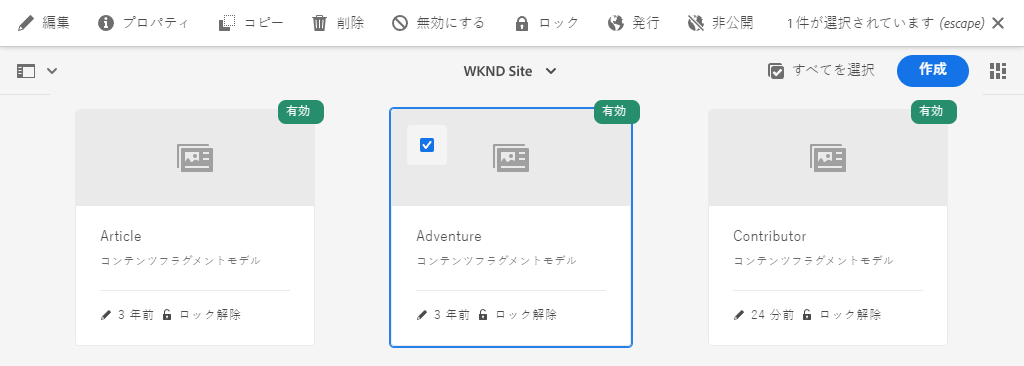 編集 プロパティ コピー 削除 無効にする ロック 発行 非公開 1 件が選択されています (escape)
WKND Site すべてを選択 作成
有効 有効 有効
Article Adventure Contributor
コンテンツフラグメントモデル コンテンツフラグメントモデル コンテンツフラグメントモデル
3 年前 ロック解除 3 年前 ロック解除 24 分前 ロック解除